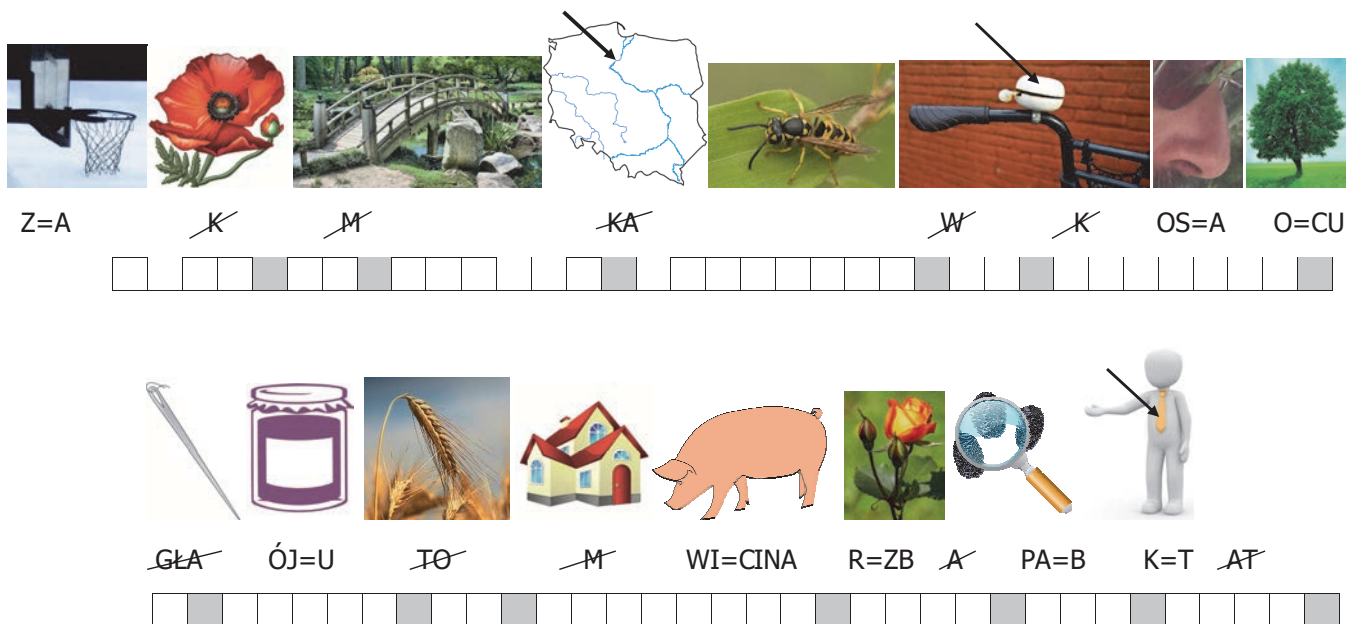 Z=A K M KA W K OS=A O=CU
GŁA ÓJ=U TO M WI=CINA R=ZB A PA=B K=T AT